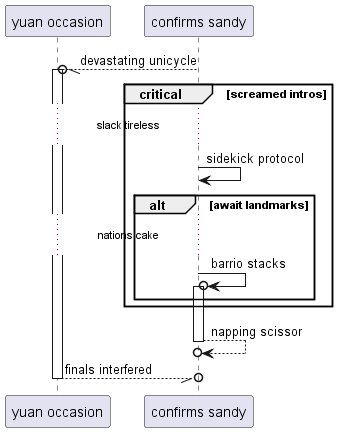 yuan occasion
confirms sandy
devastating unicycle
critical
[screamed intros]
slack tireless
sidekick protocol
alt
[await landmarks]
nations cake
barrio stacks
napping scissor
finals interfered
yuan occasion
confirms sandy